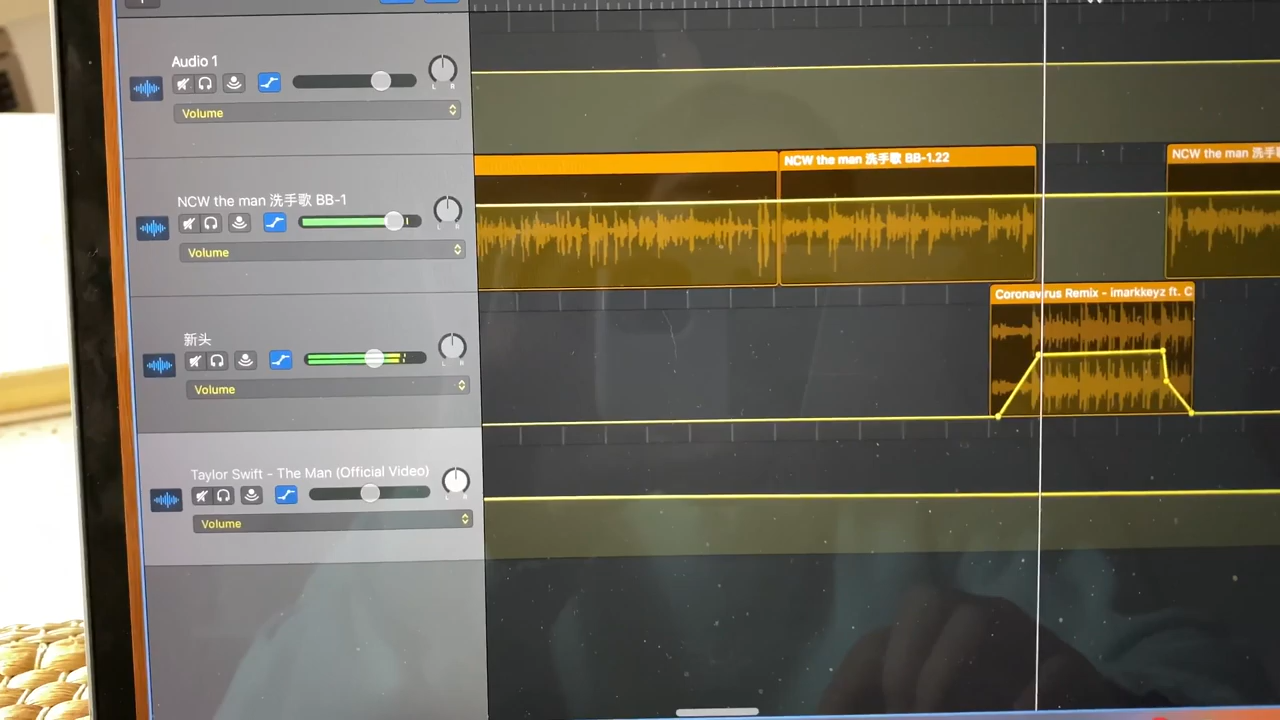 Audio 1
L R
Volume
NCW the man 洗手歌 BB-1.22
NCW the man 洗手
NCW the man 洗手歌 BB-1
L R
Volume
Coronavirus Remix - imarkkeyz ft. C
新头
L R
Volume
Taylor Swift - The Man (Official Video)
L R
Volume